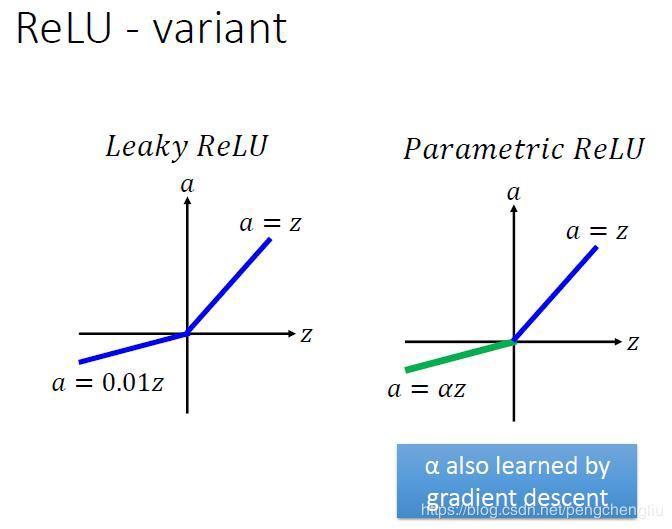 ReLU - variant
Leaky ReLU
a
a = z
z
a = 0.01z
Parametric ReLU
a
a = z
z
a = αz
α also learned by
gradient descent
https://blog.csdn.net/pengchengliu